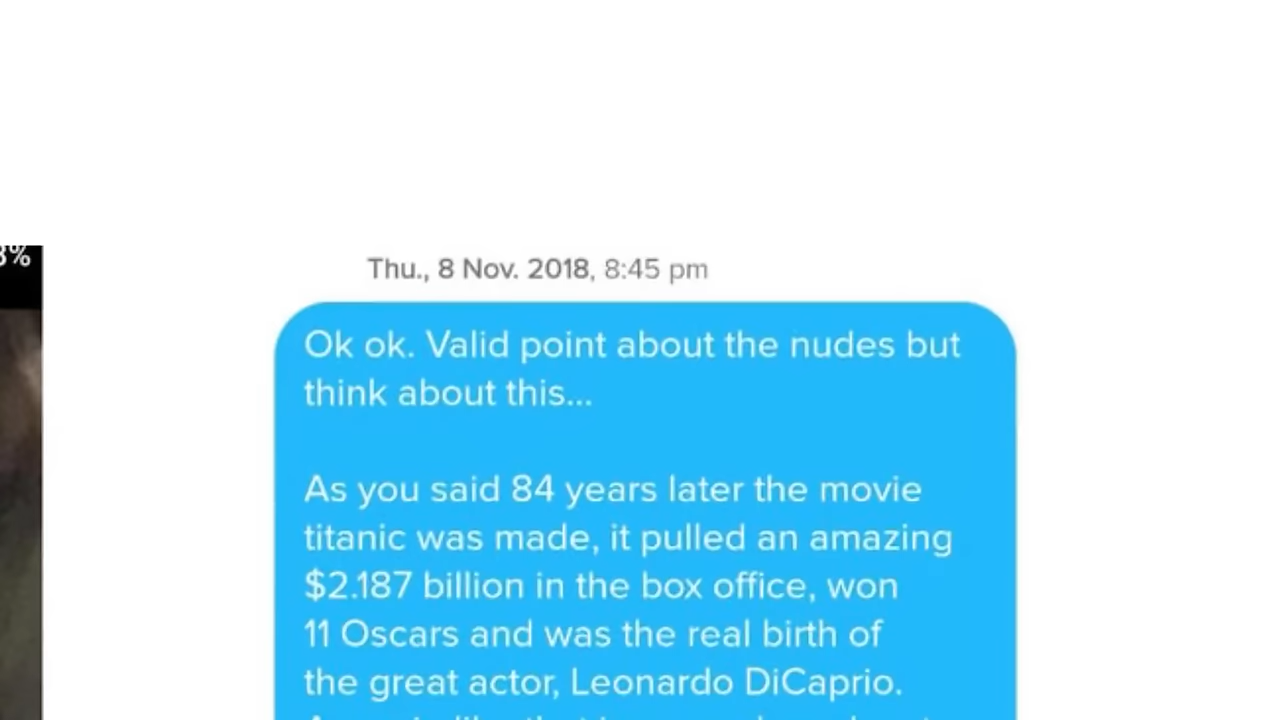 Thu., 8 Nov. 2018, 8:45 pm
Ok ok. Valid point about the nudes but
think about this...
As you said 84 years later the movie
titanic was made, it pulled an amazing
$2.187 billion in the box office, won
11 Oscars and was the real birth of
the great actor, Leonardo DiCaprio.